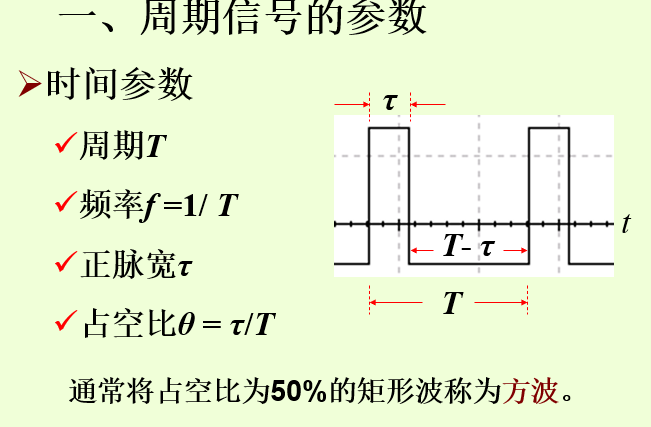 一、周期信号的参数
时间参数
τ
周期T
频率f =1/ T
t
T- τ
正脉宽τ
T
占空比θ = τ/T
通常将占空比为50%的矩形波称为方波。